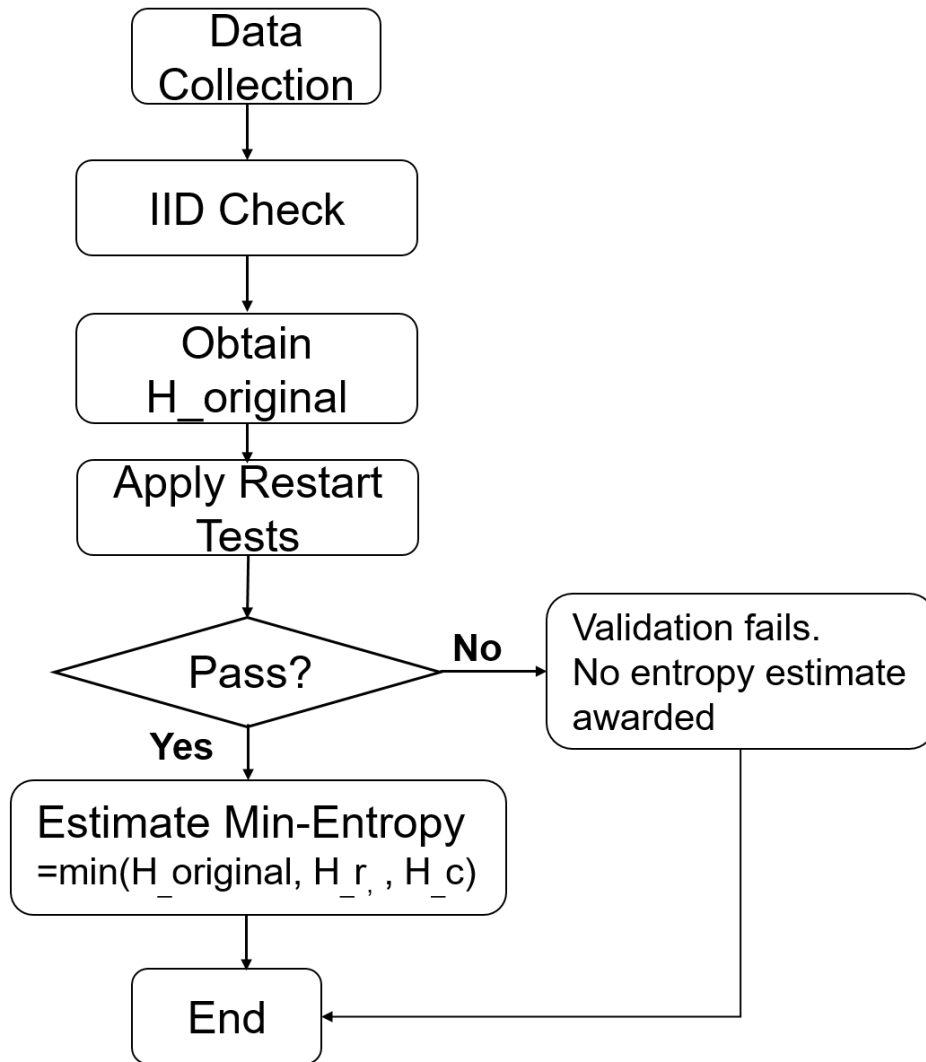 Data
Collection
IID Check
Obtain
H_original
Apply Restart
Tests
Pass?
No
Validation fails.
No entropy estimate
awarded
Yes
Estimate Min-Entropy
=min(H_original, H_r, , H_c)
End